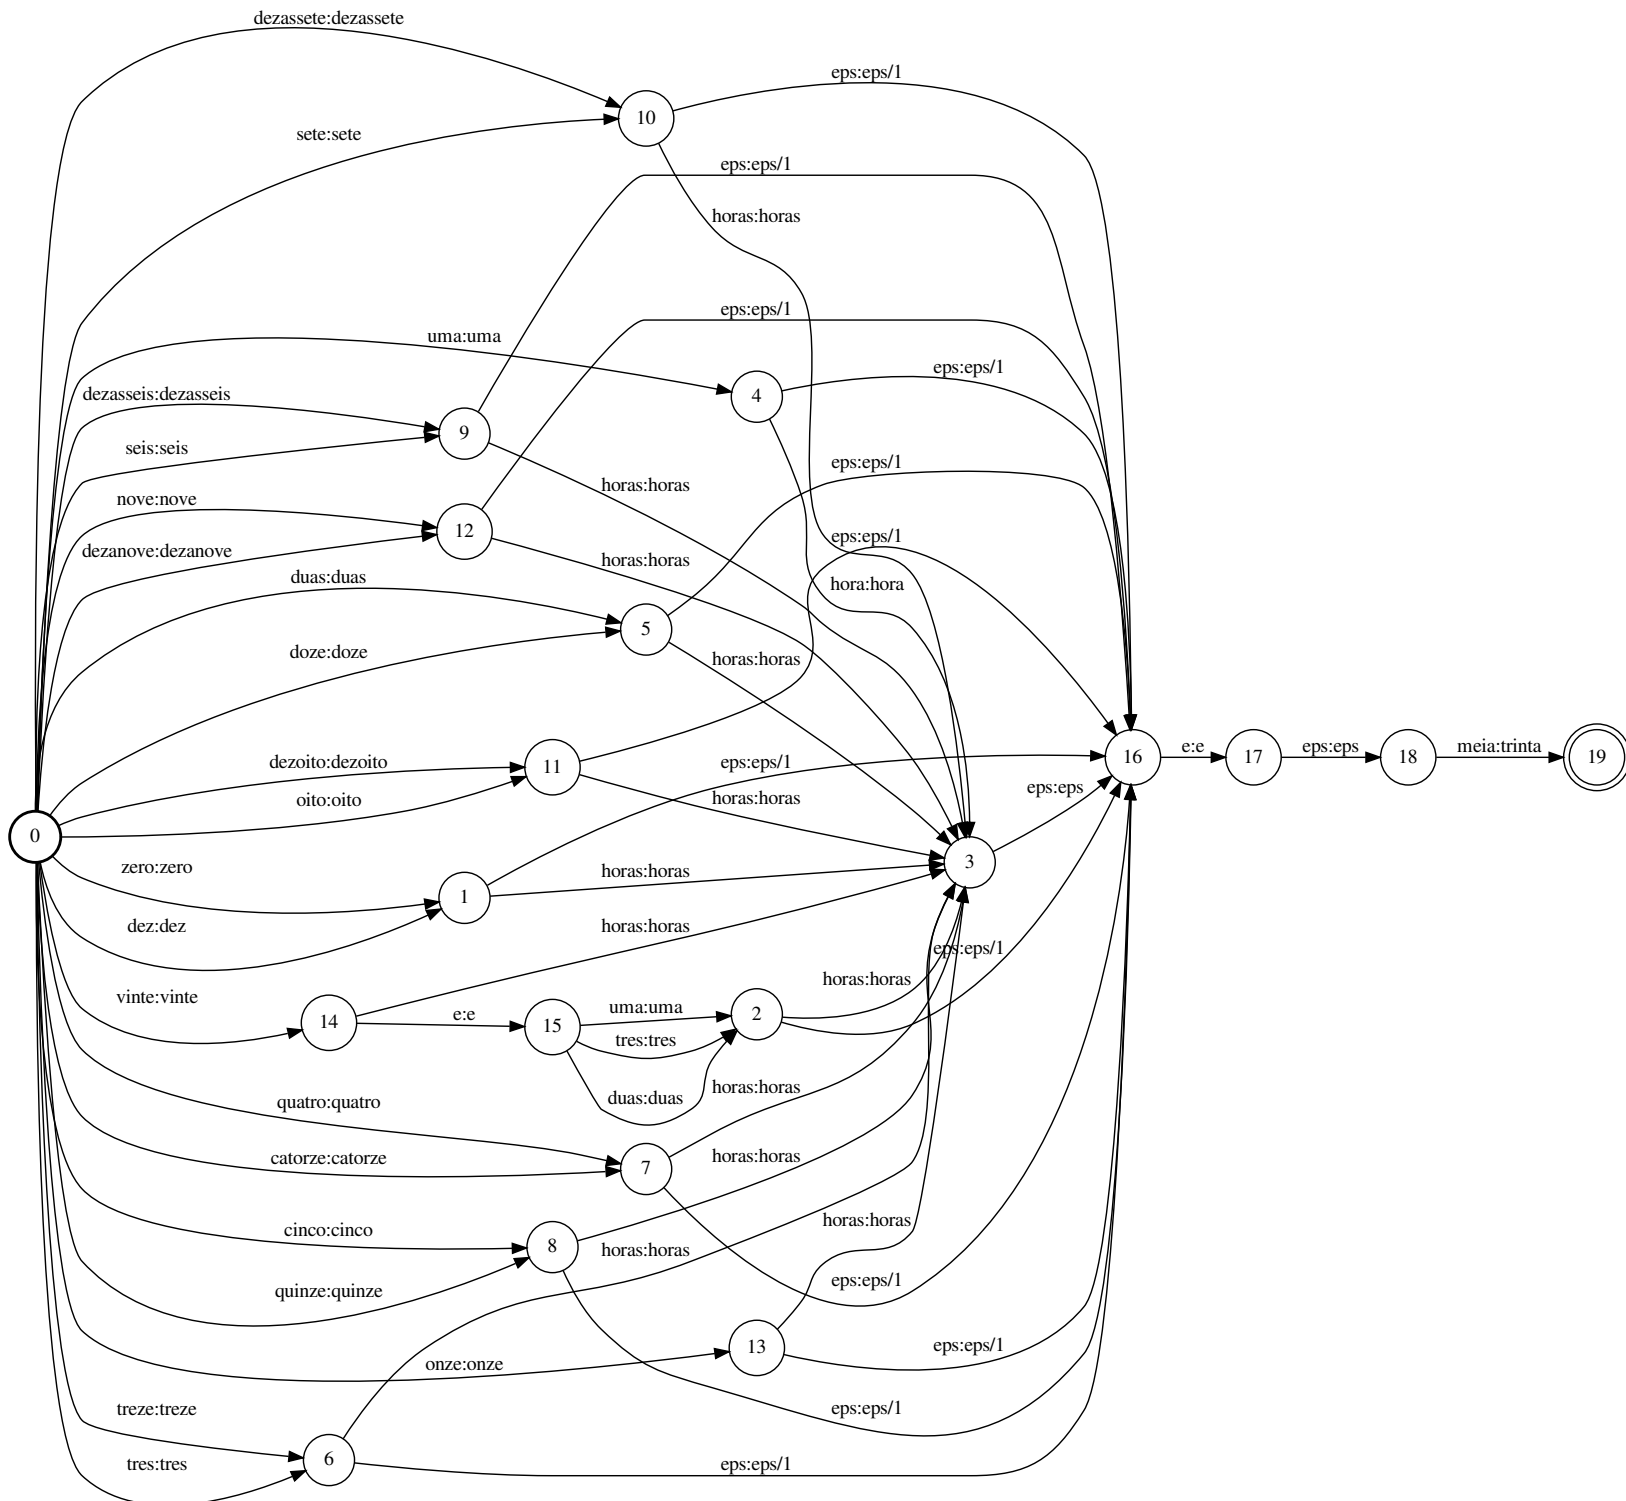 dezassete:dezassete
eps:eps/1
10
sete:sete
eps:eps/1
horas:horas
eps:eps/1
uma:uma
eps:eps/1
dezasseis:dezasseis
4
9
seis:seis
eps:eps/1
horas:horas
nove:nove
12
eps:eps/1
dezanove:dezanove
horas:horas
duas:duas
hora:hora
5
doze:doze
horas:horas
16
e:e
17
eps:eps
18
meia:trinta
19
dezoito:dezoito
11
eps:eps/1
eps:eps
oito:oito
horas:horas
0
3
zero:zero
horas:horas
1
dez:dez
horas:horas
eps:eps/1
horas:horas
vinte:vinte
14
e:e
15
uma:uma
2
tres:tres
duas:duas
horas:horas
quatro:quatro
catorze:catorze
7
horas:horas
cinco:cinco
horas:horas
8
horas:horas
quinze:quinze
eps:eps/1
13
eps:eps/1
onze:onze
treze:treze
eps:eps/1
6
tres:tres
eps:eps/1